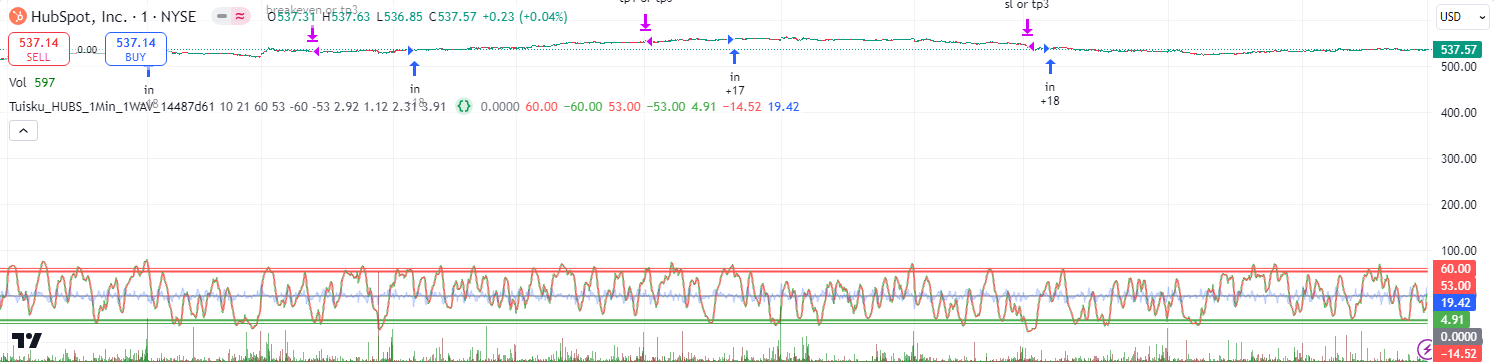 HubSpot, Inc. · 1 · NYSE
O537.31 H537.63 L536.85 C537.57 +0.23 (+0.04%)
breakeven or tp3
sl or tp3
USD
537.14
SELL
0.00
537.14
BUY
537.57
500.00
Vol 597
in
in
in
+17
in
+18
Tuisku_HUBS_1Min_1WAV_14487d61 10 21 60 53 -60 -53 2.92 1.12 2.31 3.91
0.0000 60.00 −60.00 53.00 −53.00 4.91 −14.52 19.42
400.00
300.00
200.00
100.00
60.00
53.00
19.42
4.91
0.0000
−14.52